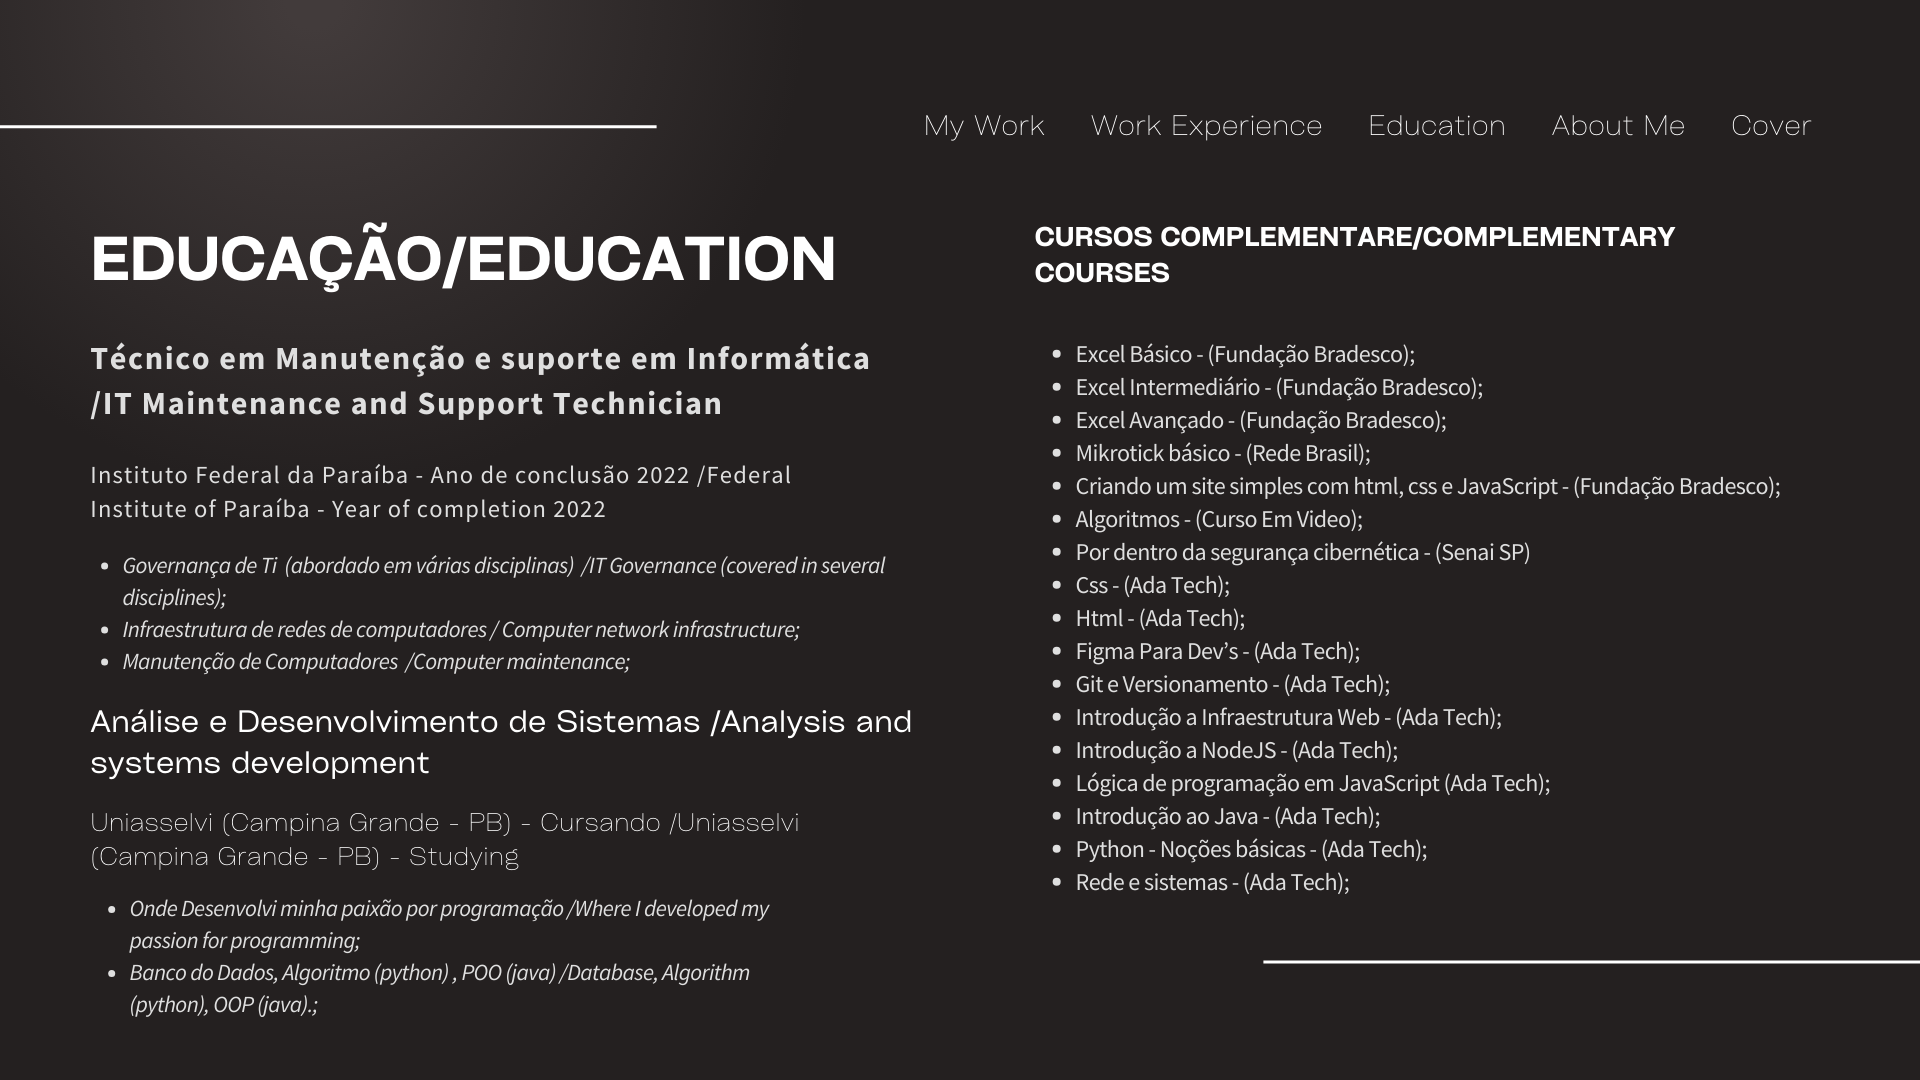 My Work Work Experience Education About Me Cover
EDUCAÇÃO/EDUCATION
Técnico em Manutenção e suporte em Informática
/IT Maintenance and Support Technician
Instituto Federal da Paraíba - Ano de conclusão 2022 /Federal
Institute of Paraíba - Year of completion 2022
Governança de Ti (abordado em várias disciplinas) /IT Governance (covered in several
disciplines);
Infraestrutura de redes de computadores / Computer network infrastructure;
Manutenção de Computadores /Computer maintenance;
Análise e Desenvolvimento de Sistemas /Analysis and
systems development
Uniasselvi (Campina Grande - PB) - Cursando /Uniasselvi
(Campina Grande - PB) - Studying
Onde Desenvolvi minha paixão por programação /Where I developed my
passion for programming;
Banco do Dados, Algoritmo (python) , POO (java) /Database, Algorithm
(python), OOP (java).;
CURSOS COMPLEMENTARE/COMPLEMENTARY
COURSES
Excel Básico - (Fundação Bradesco);
Excel Intermediário - (Fundação Bradesco);
Excel Avançado - (Fundação Bradesco);
Mikrotick básico - (Rede Brasil);
Criando um site simples com html, css e JavaScript - (Fundação Bradesco);
Algoritmos - (Curso Em Video);
Por dentro da segurança cibernética - (Senai SP)
Css - (Ada Tech);
Html - (Ada Tech);
Figma Para Dev’s - (Ada Tech);
Git e Versionamento - (Ada Tech);
Introdução a Infraestrutura Web - (Ada Tech);
Introdução a NodeJS - (Ada Tech);
Lógica de programação em JavaScript (Ada Tech);
Introdução ao Java - (Ada Tech);
Python - Noções básicas - (Ada Tech);
Rede e sistemas - (Ada Tech);